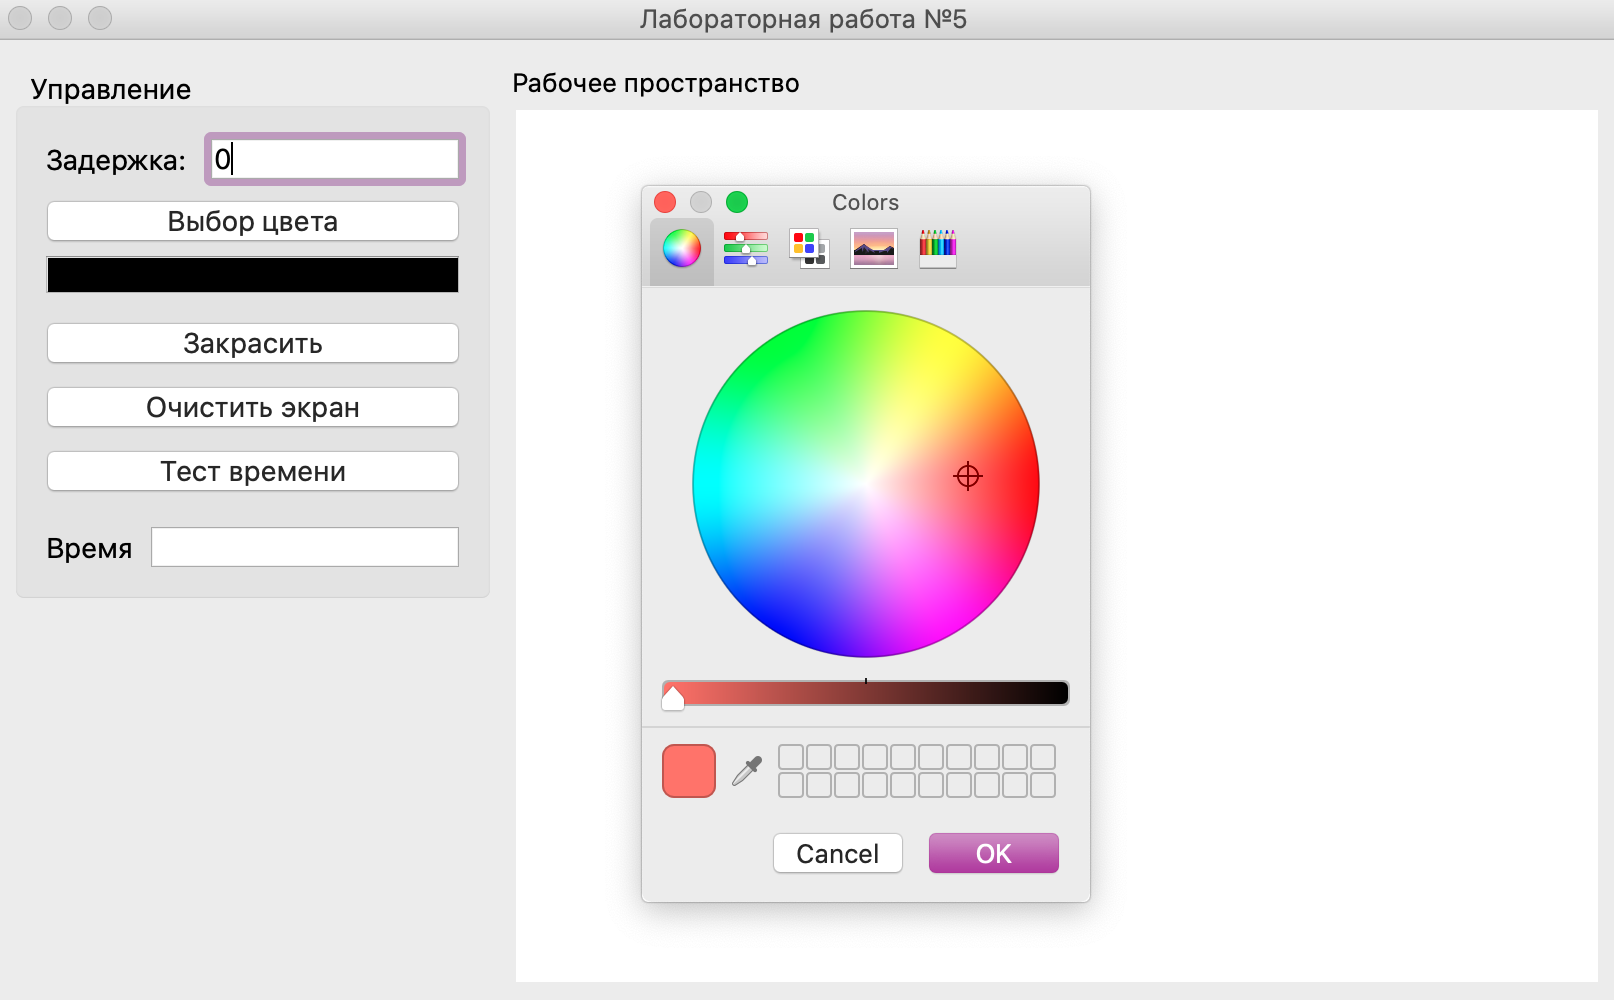 Лабораторная работа №5
Управление
Задержка: 0
Выбор цвета
Закрасить
Очистить экран
Тест времени
Время
Рабочее пространство
Colors
Cancel
OK